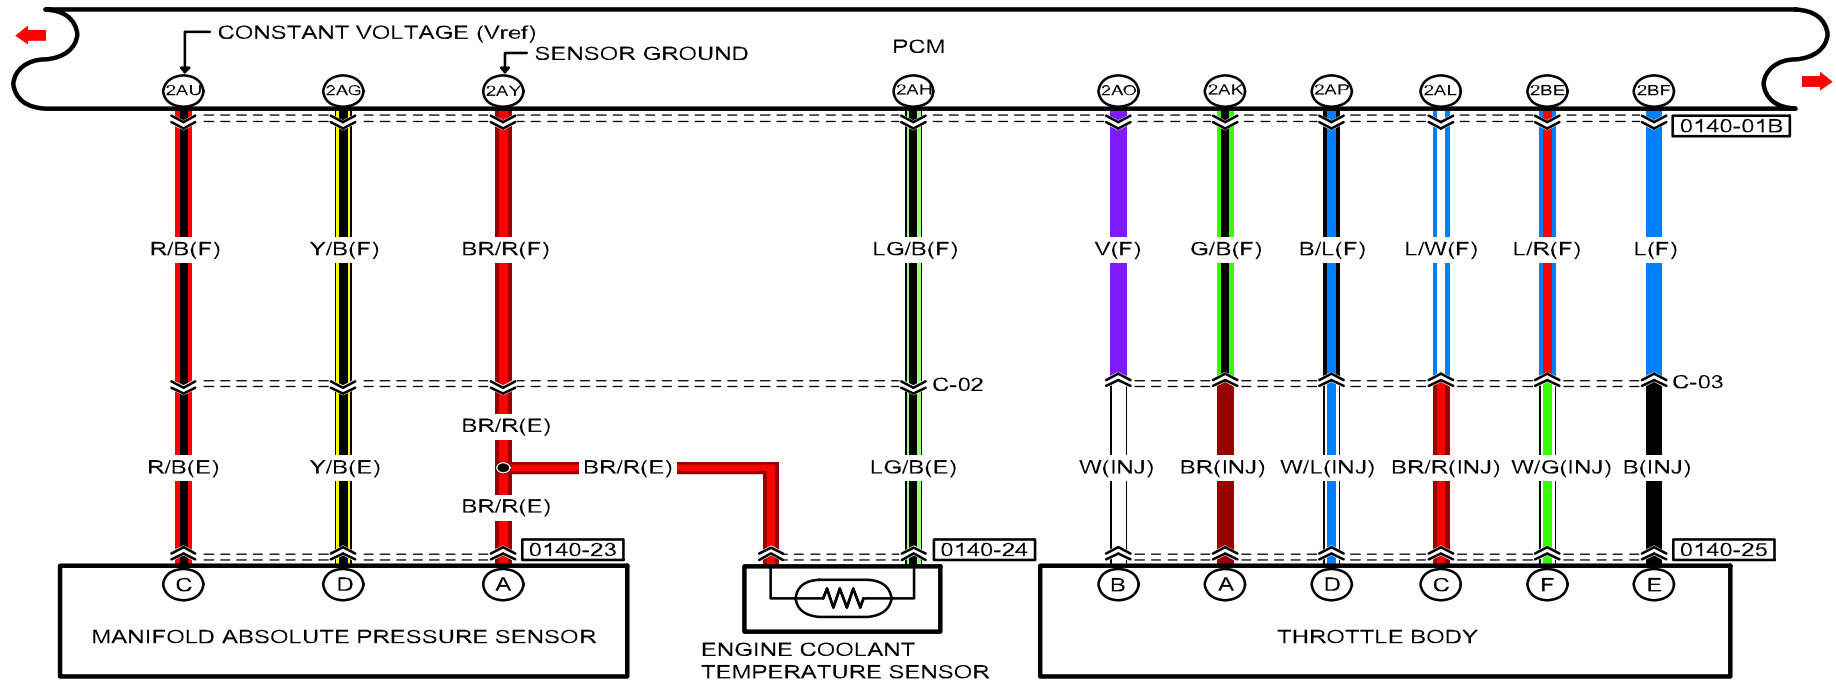 CONSTANT VOLTAGE (Vref)
SENSOR GROUND
PCM
2AU 2AG 2AY 2AH 2AO 2AK 2AP 2AL 2BE 2BF
0140-01B
R/B(F) Y/B(F) BR/R(F) LG/B(F) V(F) G/B(F) B/L(F) L/W(F) L/R(F) L(F)
C-02 C-03
BR/R(E)
R/B(E) Y/B(E) BR/R(E) LG/B(E) W(INJ) BR(INJ) W/L(INJ) BR/R(INJ) W/G(INJ) B(INJ)
BR/R(E)
0140-23 0140-24 0140-25
C D A B A D C F E
MANIFOLD ABSOLUTE PRESSURE SENSOR
ENGINE COOLANT
TEMPERATURE SENSOR
THROTTLE BODY